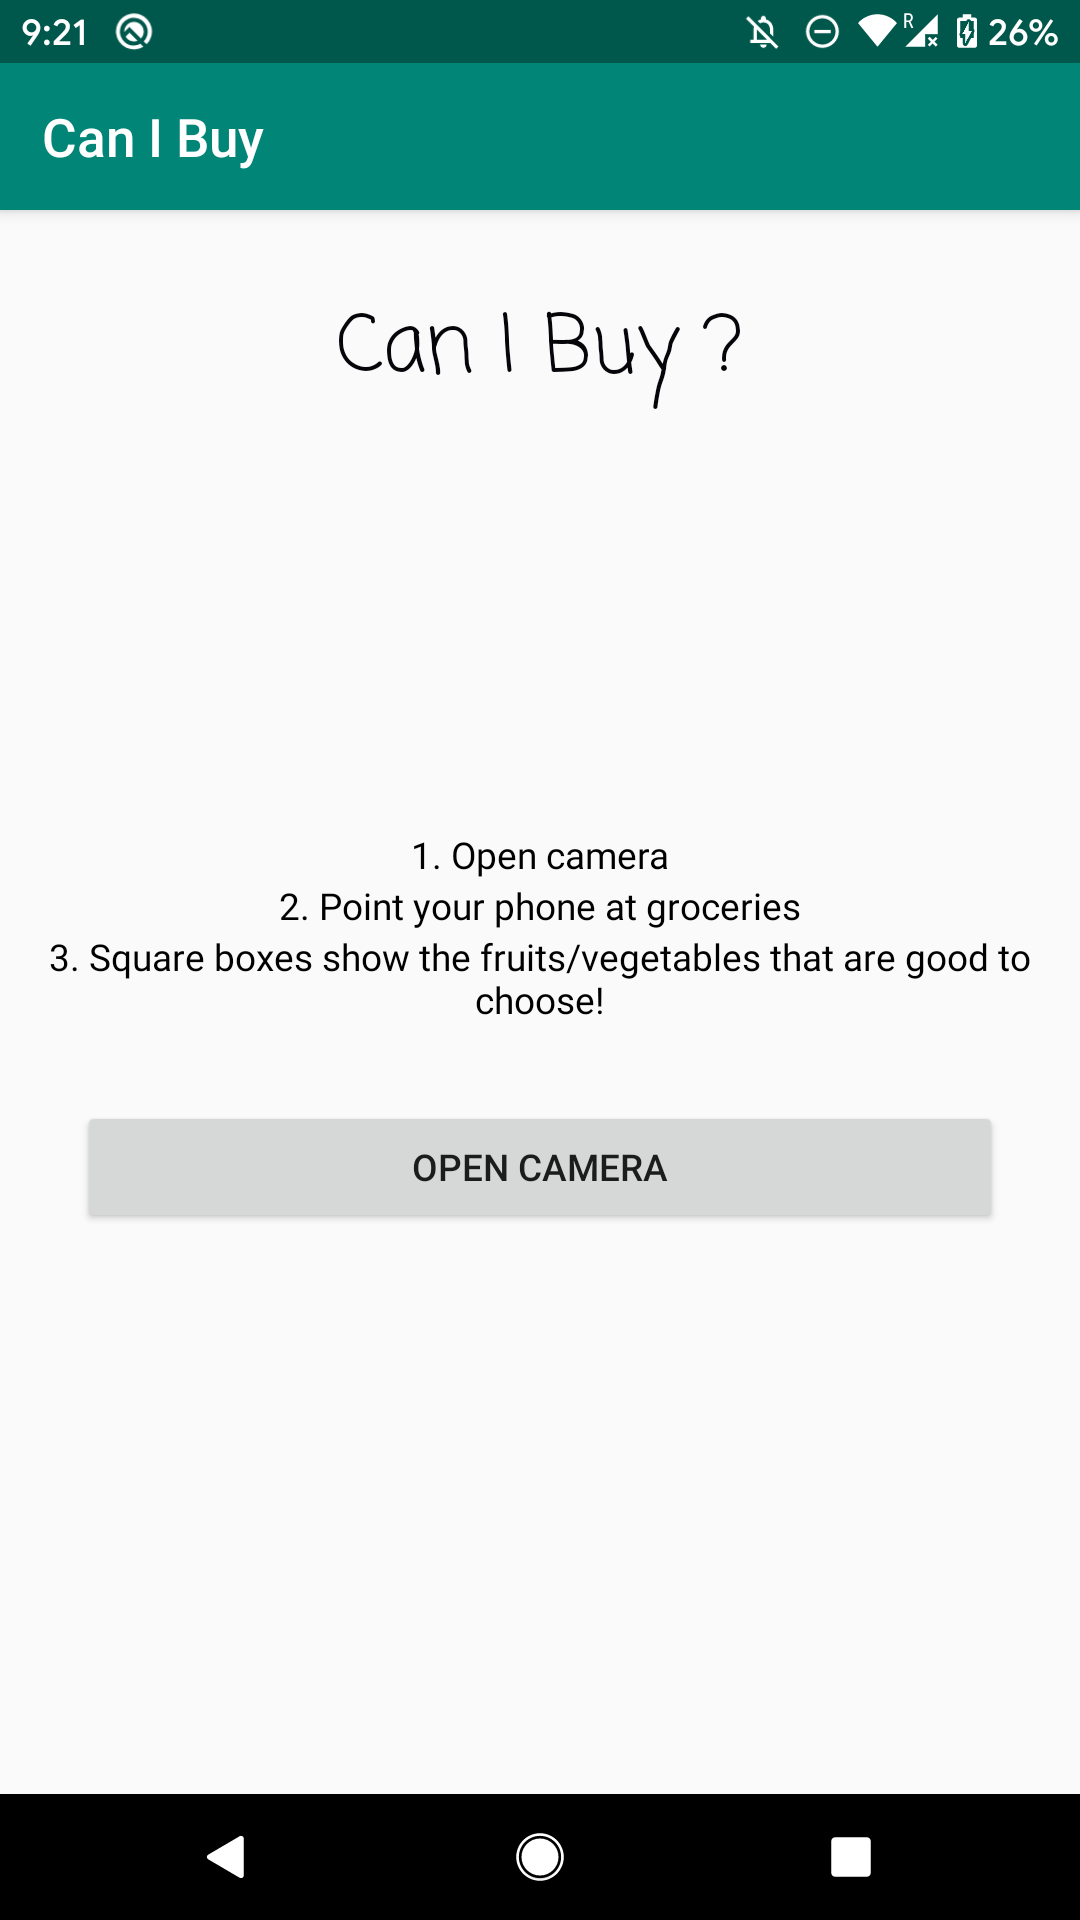 9:21 R 26%
Can I Buy
Can I Buy ?
1. Open camera
2. Point your phone at groceries
3. Square boxes show the fruits/vegetables that are good to
choose!
OPEN CAMERA